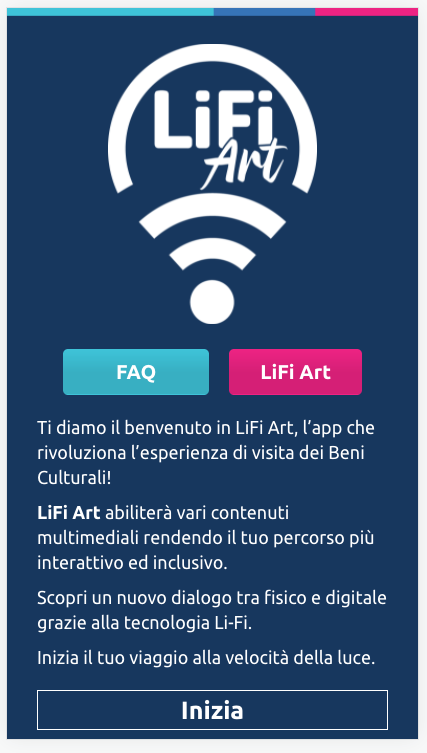 LiFi
Art
FAQ
LiFi Art
Ti diamo il benvenuto in LiFi Art, l’app che
rivoluziona l’esperienza di visita dei Beni
Culturali!
LiFi Art abiliterà vari contenuti
multimediali rendendo il tuo percorso più
interattivo ed inclusivo.
Scopri un nuovo dialogo tra fisico e digitale
grazie alla tecnologia Li-Fi.
Inizia il tuo viaggio alla velocità della luce.
Inizia